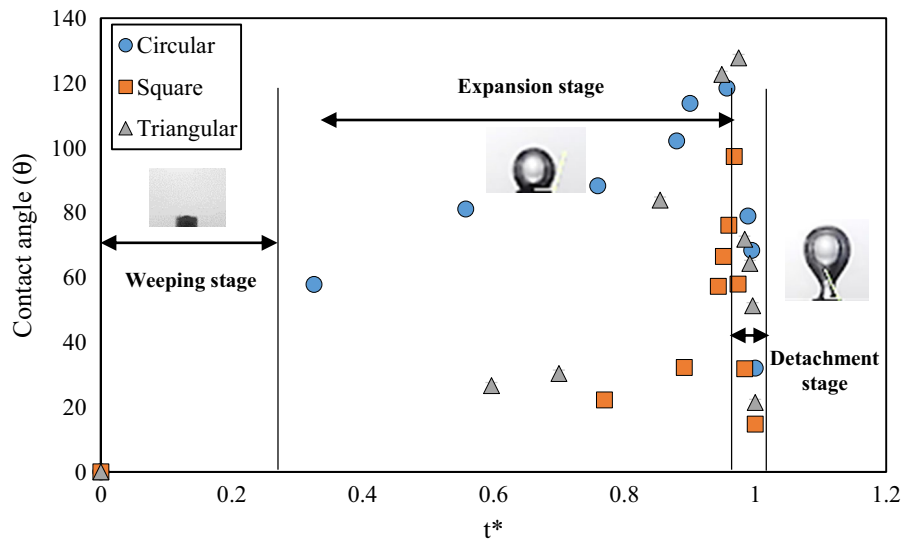 140
120
100
80
60
40
20
0
Contact angle (θ)
Circular
Square
Triangular
Expansion stage
Weeping stage
Detachment
stage
0 0.2 0.4 0.6 0.8 1 1.2
t*